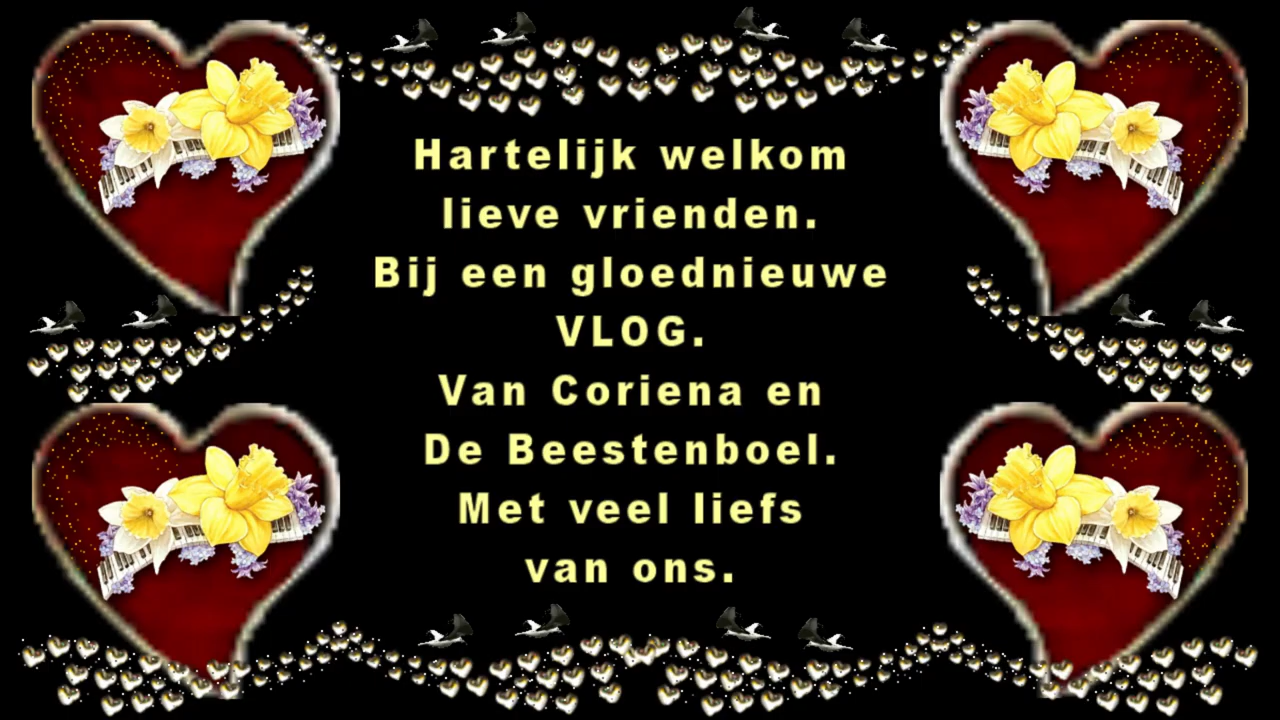 Hartelijk welkom
lieve vrienden.
Bij een gloednieuwe
VLOG.
Van Coriena en
De Beestenboel.
Met veel liefs
van ons.